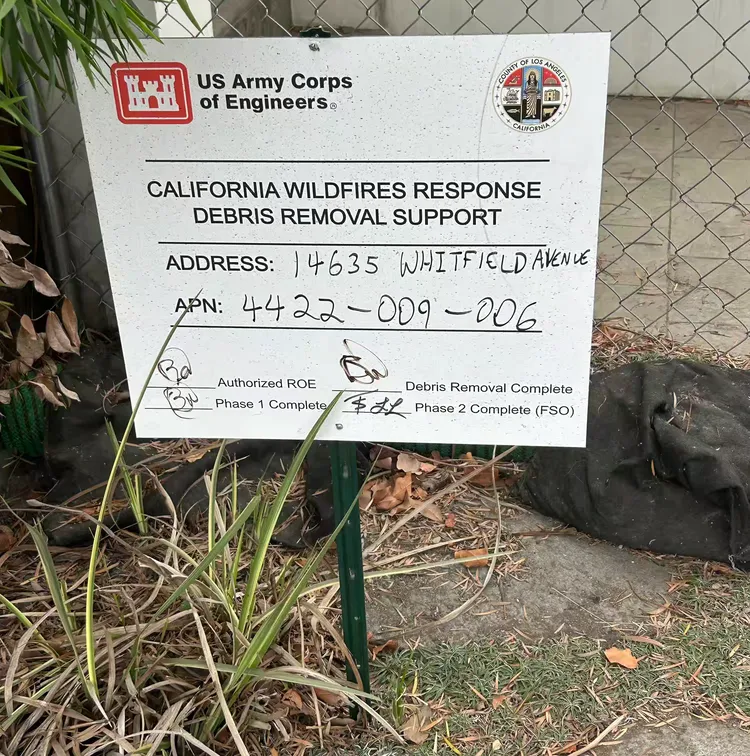 US Army Corps
of Engineers®
COUNTY OF LOS ANGELES
CALIFORNIA
CALIFORNIA WILDFIRES RESPONSE
DEBRIS REMOVAL SUPPORT
ADDRESS: 14635 WHITFIELD AVENUE
APN: 4422-009-006
Authorized ROE
Debris Removal Complete
Phase 1 Complete
Phase 2 Complete (FSO)